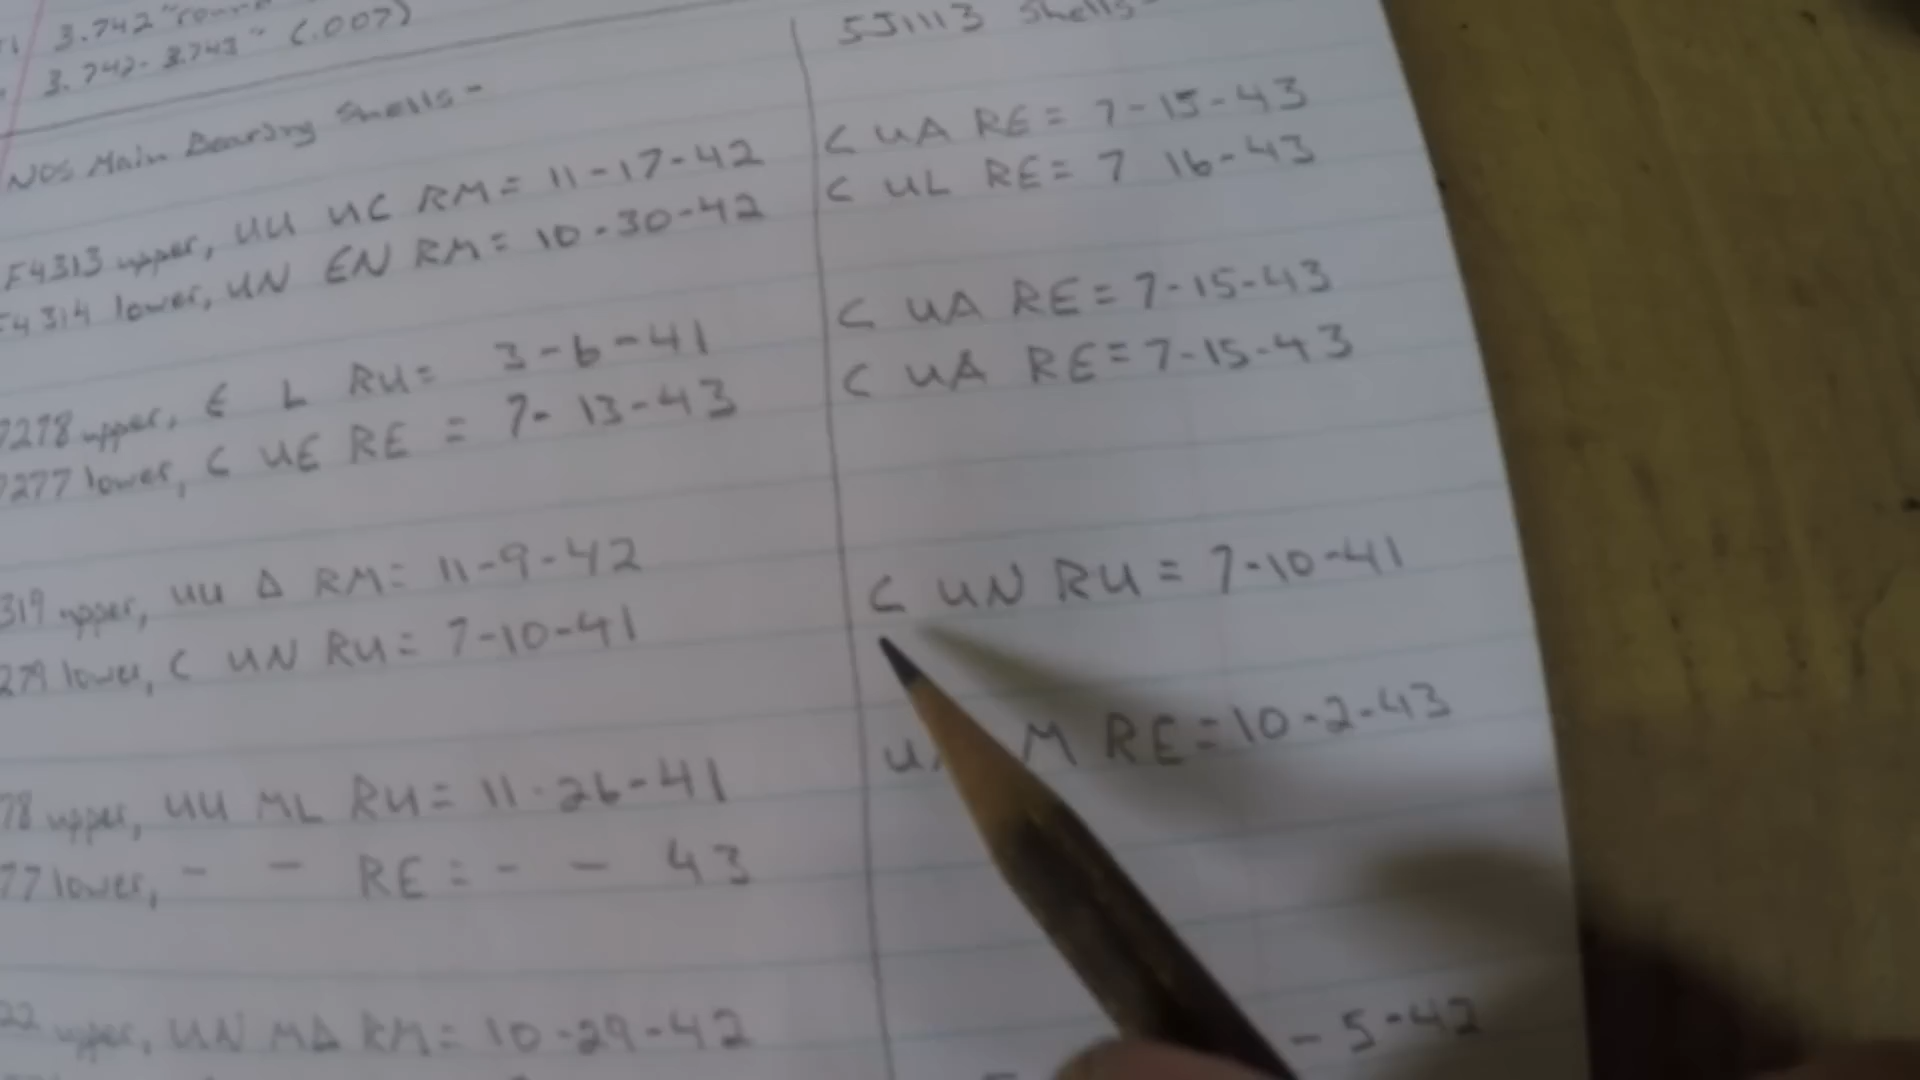 3.742 "round
3.742-3.743" (.007)
NOS Main Bearing Shells-
F4313 upper, UU UC RM= 11-17-42
4314 lower, UN EN RM= 10-30-42
7278 upper, E L RU= 3-6-41
7277 lower, C UE RE = 7-13-43
319 upper, UU Δ RM= 11-9-42
279 lower, C UN RU= 7-10-41
78 upper, UU ML RU= 11-26-41
77 lower, - - RE = - - 43
22 upper, UN MΔ RM= 10-29-42
5J1113 Shells-
C UA RE= 7-15-43
C UL RE= 7 16-43
C UA RE= 7-15-43
C UA RE= 7-15-43
C UN RU = 7-10-41
M RE=10-2-43
- 5-42